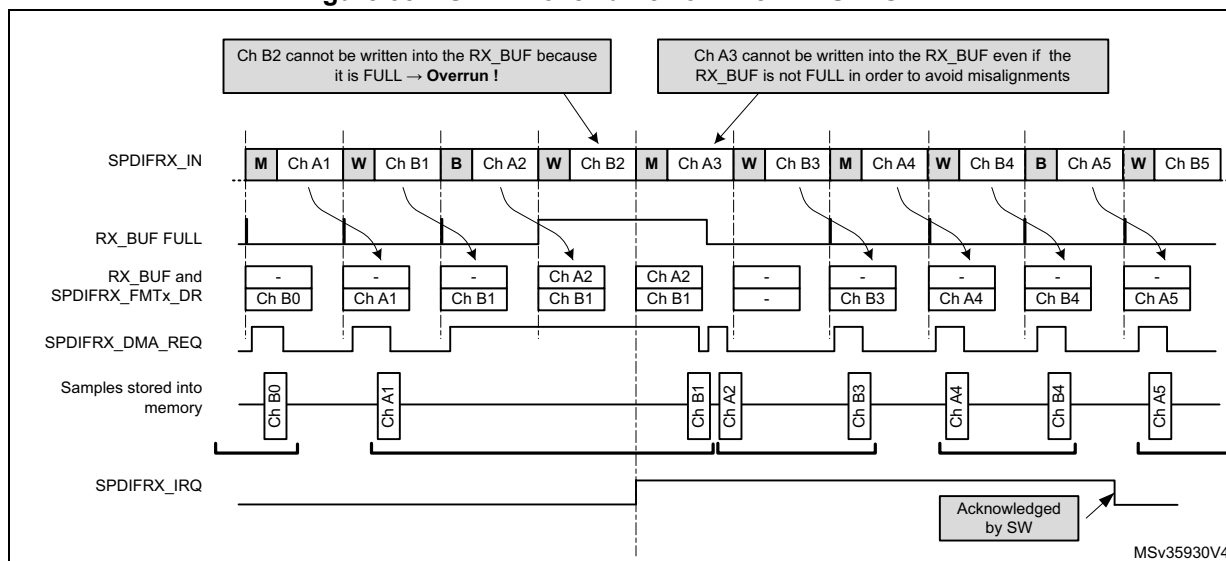 Ch B2 cannot be written into the RX_BUF because
it is FULL → Overrun !
Ch A3 cannot be written into the RX_BUF even if the
RX_BUF is not FULL in order to avoid misalignments
SPDIFRX_IN
M Ch A1 W Ch B1 B Ch A2 W Ch B2 M Ch A3 W Ch B3 M Ch A4 W Ch B4 B Ch A5 W Ch B5
RX_BUF FULL
RX_BUF and
SPDIFRX_FMTx_DR
- - - Ch A2 Ch A2 - - - - -
Ch B0 Ch A1 Ch B1 Ch B1 Ch B1 - Ch B3 Ch A4 Ch B4 Ch A5
SPDIFRX_DMA_REQ
Samples stored into
memory
Ch B0 Ch A1 Ch B1 Ch A2 Ch B3 Ch A4 Ch B4 Ch A5
SPDIFRX_IRQ
Acknowledged
by SW
MSv35930V4